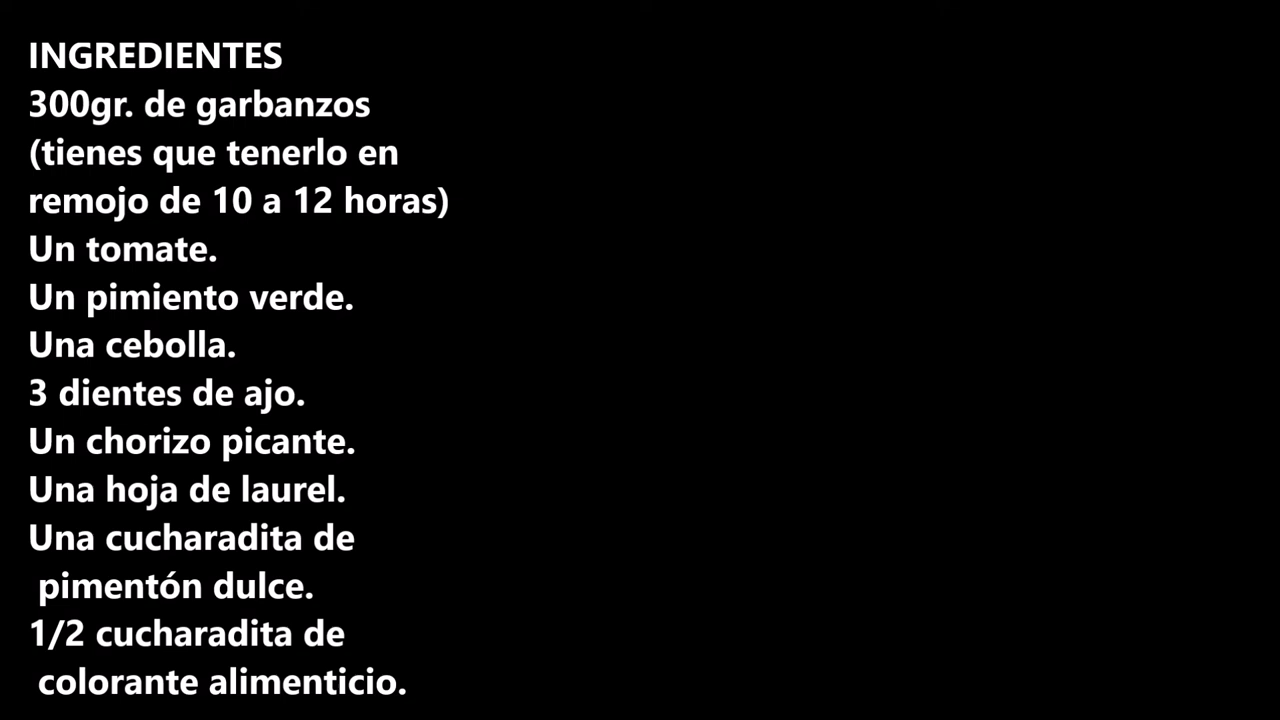 INGREDIENTES
300gr. de garbanzos
(tienes que tenerlo en
remojo de 10 a 12 horas)
Un tomate.
Un pimiento verde.
Una cebolla.
3 dientes de ajo.
Un chorizo picante.
Una hoja de laurel.
Una cucharadita de
pimentón dulce.
1/2 cucharadita de
colorante alimenticio.